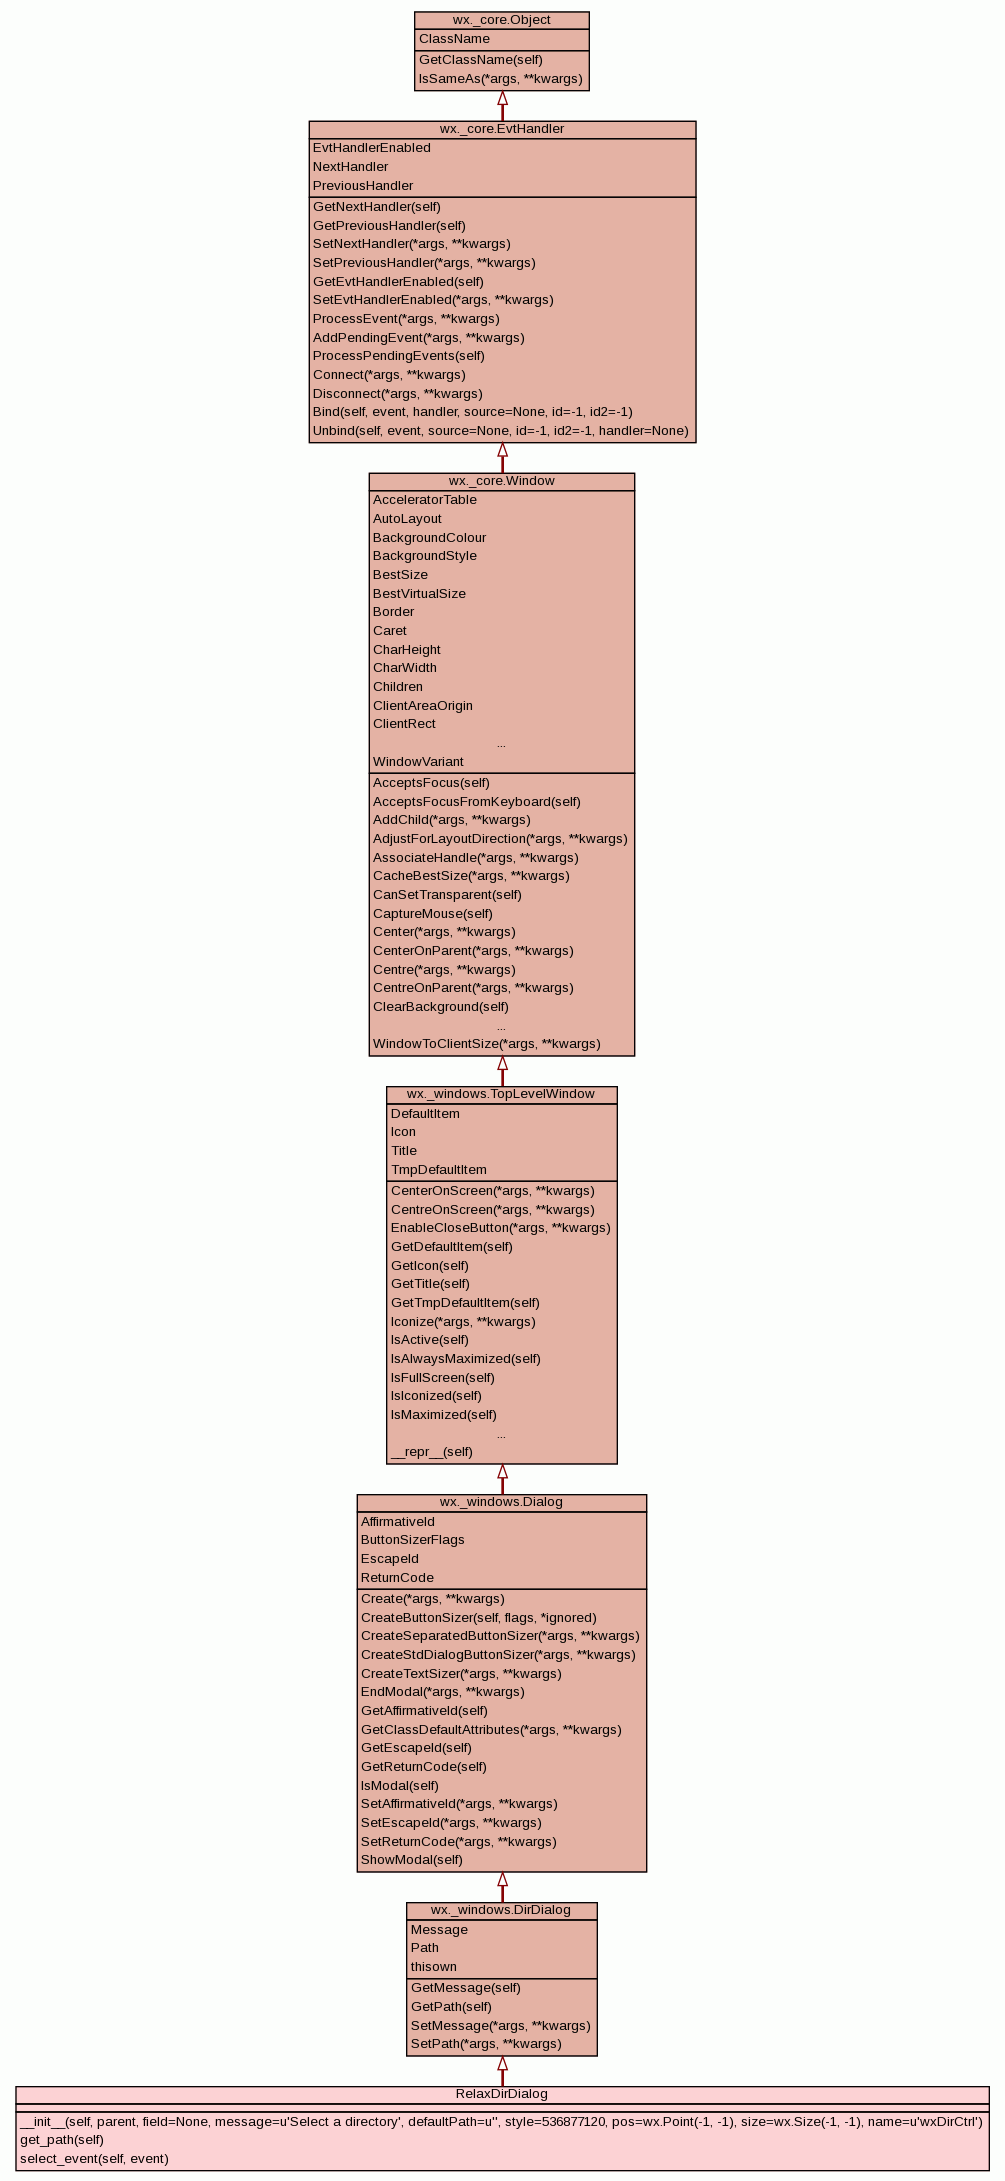 wx._core.Object
ClassName
GetClassName(self)
IsSameAs(*args, **kwargs)
wx._core.EvtHandler
EvtHandlerEnabled
NextHandler
PreviousHandler
GetNextHandler(self)
GetPreviousHandler(self)
SetNextHandler(*args, **kwargs)
SetPreviousHandler(*args, **kwargs)
GetEvtHandlerEnabled(self)
SetEvtHandlerEnabled(*args, **kwargs)
ProcessEvent(*args, **kwargs)
AddPendingEvent(*args, **kwargs)
ProcessPendingEvents(self)
Connect(*args, **kwargs)
Disconnect(*args, **kwargs)
Bind(self, event, handler, source=None, id=-1, id2=-1)
Unbind(self, event, source=None, id=-1, id2=-1, handler=None)
wx._core.Window
AcceleratorTable
AutoLayout
BackgroundColour
BackgroundStyle
BestSize
BestVirtualSize
Border
Caret
CharHeight
CharWidth
Children
ClientAreaOrigin
ClientRect
...
WindowVariant
AcceptsFocus(self)
AcceptsFocusFromKeyboard(self)
AddChild(*args, **kwargs)
AdjustForLayoutDirection(*args, **kwargs)
AssociateHandle(*args, **kwargs)
CacheBestSize(*args, **kwargs)
CanSetTransparent(self)
CaptureMouse(self)
Center(*args, **kwargs)
CenterOnParent(*args, **kwargs)
Centre(*args, **kwargs)
CentreOnParent(*args, **kwargs)
ClearBackground(self)
...
WindowToClientSize(*args, **kwargs)
wx._windows.TopLevelWindow
DefaultItem
Icon
Title
TmpDefaultItem
CenterOnScreen(*args, **kwargs)
CentreOnScreen(*args, **kwargs)
EnableCloseButton(*args, **kwargs)
GetDefaultItem(self)
GetIcon(self)
GetTitle(self)
GetTmpDefaultItem(self)
Iconize(*args, **kwargs)
IsActive(self)
IsAlwaysMaximized(self)
IsFullScreen(self)
IsIconized(self)
IsMaximized(self)
...
__repr__(self)
wx._windows.Dialog
AffirmativeId
ButtonSizerFlags
EscapeId
ReturnCode
Create(*args, **kwargs)
CreateButtonSizer(self, flags, *ignored)
CreateSeparatedButtonSizer(*args, **kwargs)
CreateStdDialogButtonSizer(*args, **kwargs)
CreateTextSizer(*args, **kwargs)
EndModal(*args, **kwargs)
GetAffirmativeId(self)
GetClassDefaultAttributes(*args, **kwargs)
GetEscapeId(self)
GetReturnCode(self)
IsModal(self)
SetAffirmativeId(*args, **kwargs)
SetEscapeId(*args, **kwargs)
SetReturnCode(*args, **kwargs)
ShowModal(self)
wx._windows.DirDialog
Message
Path
thisown
GetMessage(self)
GetPath(self)
SetMessage(*args, **kwargs)
SetPath(*args, **kwargs)
RelaxDirDialog
__init__(self, parent, field=None, message=u'Select a directory', defaultPath=u'', style=536877120, pos=wx.Point(-1, -1), size=wx.Size(-1, -1), name=u'wxDirCtrl')
get_path(self)
select_event(self, event)